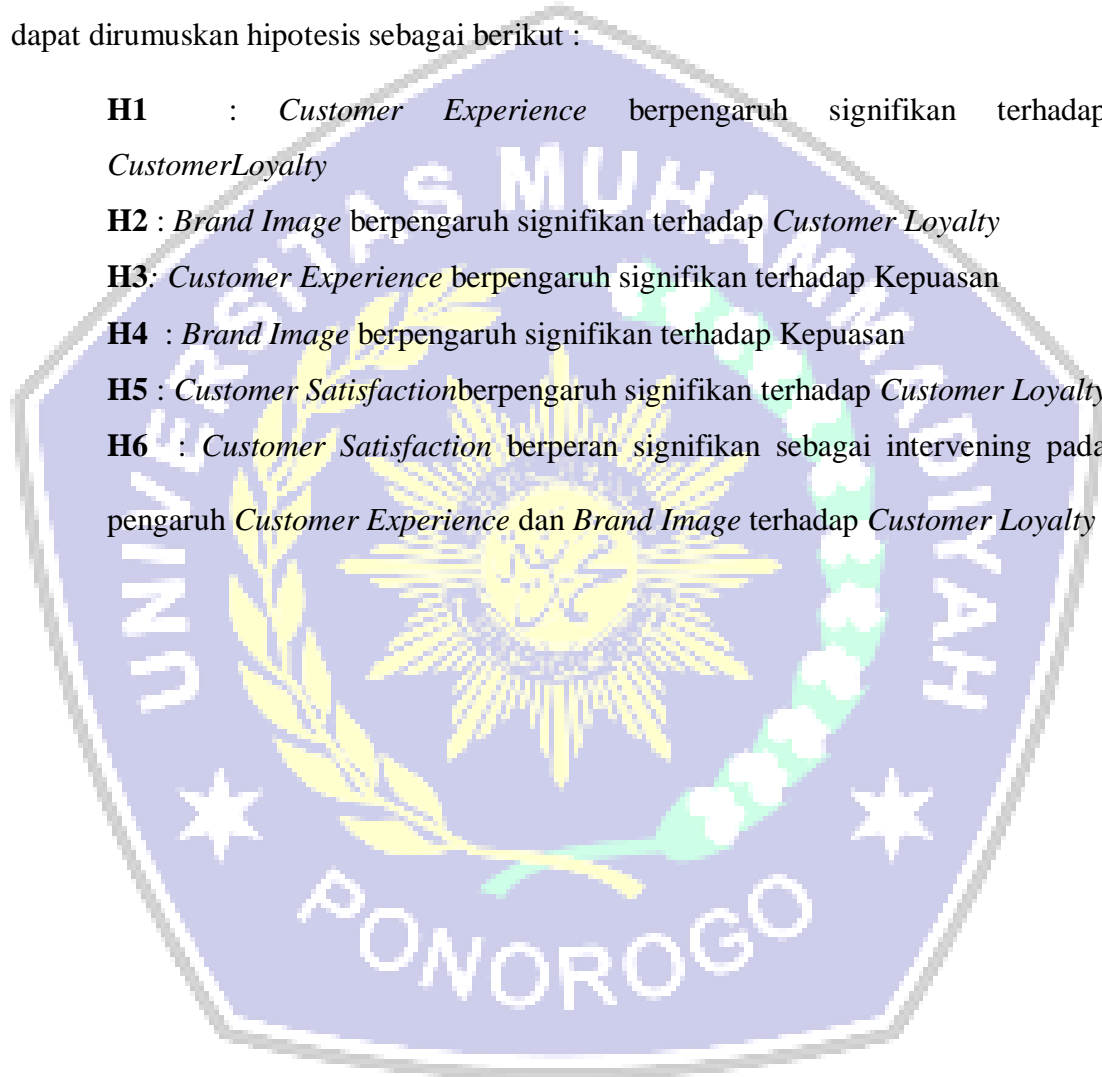 dapat dirumuskan hipotesis sebagai berikut :
H1 : Customer Experience berpengaruh signifikan terhadap
CustomerLoyalty
H2 : Brand Image berpengaruh signifikan terhadap Customer Loyalty
H3: Customer Experience berpengaruh signifikan terhadap Kepuasan
H4 : Brand Image berpengaruh signifikan terhadap Kepuasan
H5 : Customer Satisfactionberpengaruh signifikan terhadap Customer Loyalty
H6 : Customer Satisfaction berperan signifikan sebagai intervening pada
pengaruh Customer Experience dan Brand Image terhadap Customer Loyalty
UNIVERSITAS MUHAMMADIYAH
PONOROGO